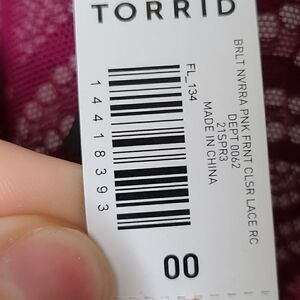 TORRID
BRLT NVRRA PNK FRNT CLSR LACE RC
DEPT 0062
21SPR3
MADE IN CHINA
FL_134
14418393
00